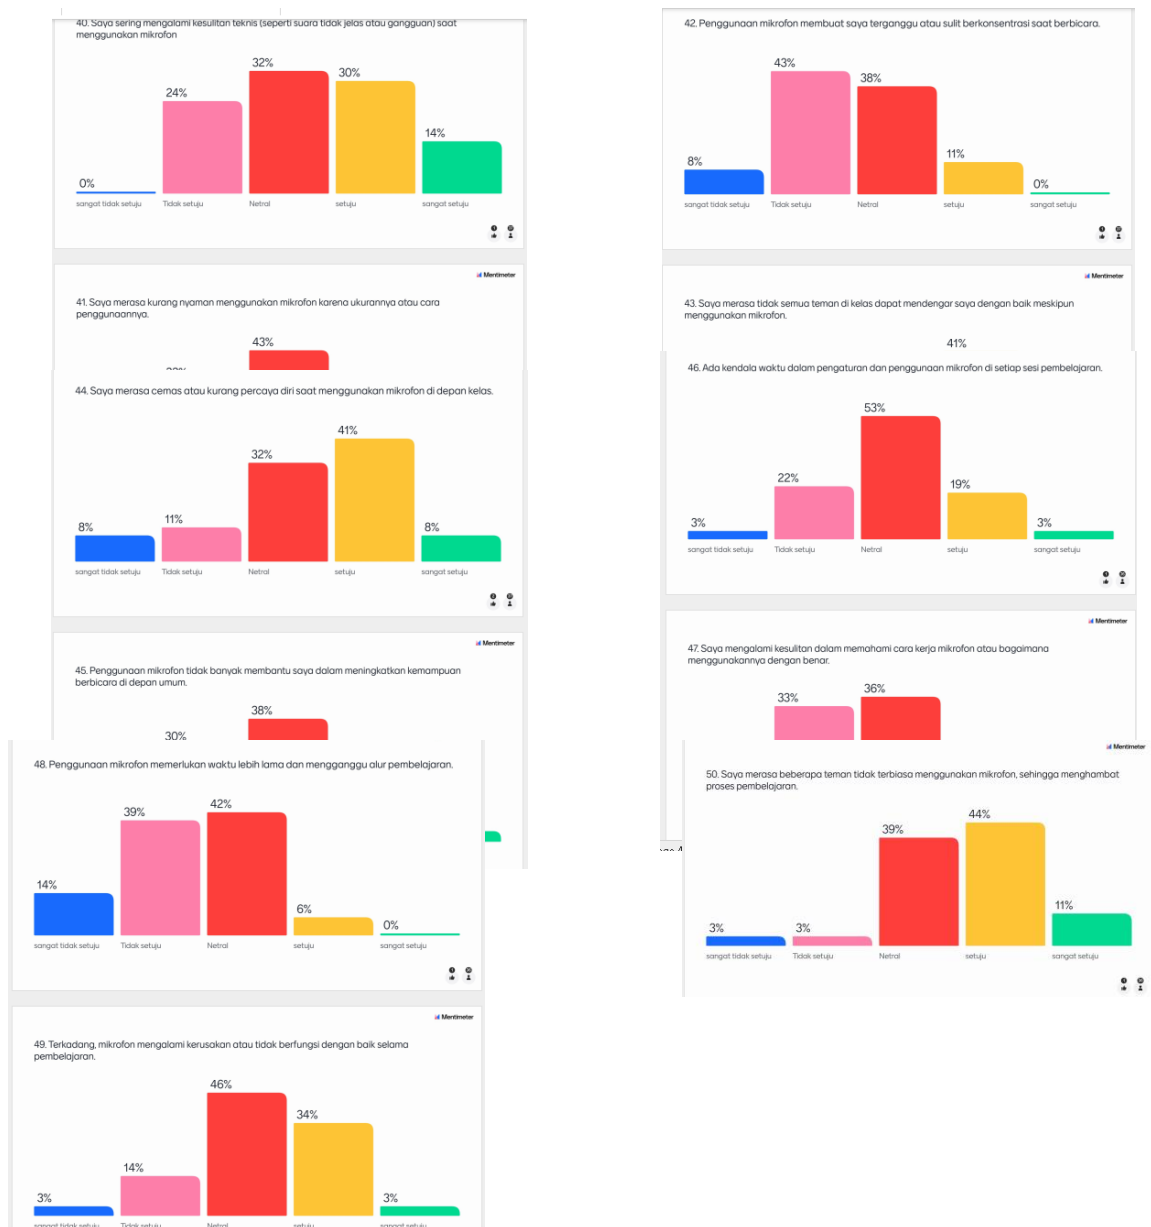 40. Saya sering mengalami kesulitan teknis (seperti suara tidak jelas atau gangguan) saat
menggunakan mikrofon
32%
30%
24%
14%
0%
sangat tidak setuju
Tidak setuju
Netral
setuju
sangat setuju
Mentimeter
41. Saya merasa kurang nyaman menggunakan mikrofon karena ukurannya atau cara
penggunaannya.
43%
42. Penggunaan mikrofon membuat saya terganggu atau sulit berkonsentrasi saat berbicara.
43%
38%
8%
11%
0%
sangat tidak setuju
Tidak setuju
Netral
setuju
sangat setuju
Mentimeter
43. Saya merasa tidak semua teman di kelas dapat mendengar saya dengan baik meskipun
menggunakan mikrofon.
41%
44. Saya merasa cemas atau kurang percaya diri saat menggunakan mikrofon di depan kelas.
41%
32%
8%
11%
8%
sangat tidak setuju
Tidak setuju
Netral
setuju
sangat setuju
Mentimeter
45. Penggunaan mikrofon tidak banyak membantu saya dalam meningkatkan kemampuan
berbicara di depan umum.
38%
30%
46. Ada kendala waktu dalam pengaturan dan penggunaan mikrofon di setiap sesi pembelajaran.
53%
22%
19%
3%
3%
sangat tidak setuju
Tidak setuju
Netral
setuju
sangat setuju
Mentimeter
47. Saya mengalami kesulitan dalam memahami cara kerja mikrofon atau bagaimana
menggunakannya dengan benar.
33%
36%
48. Penggunaan mikrofon memerlukan waktu lebih lama dan mengganggu alur pembelajaran.
39%
42%
14%
6%
0%
sangat tidak setuju
Tidak setuju
Netral
setuju
sangat setuju
Mentimeter
49. Terkadang, mikrofon mengalami kerusakan atau tidak berfungsi dengan baik selama
pembelajaran.
46%
34%
14%
3%
3%
sangat tidak setuju
Tidak setuju
Netral
setuju
sangat setuju
Mentimeter
50. Saya merasa beberapa teman tidak terbiasa menggunakan mikrofon, sehingga menghambat
proses pembelajaran.
44%
39%
11%
3%
3%
sangat tidak setuju
Tidak setuju
Netral
setuju
sangat setuju